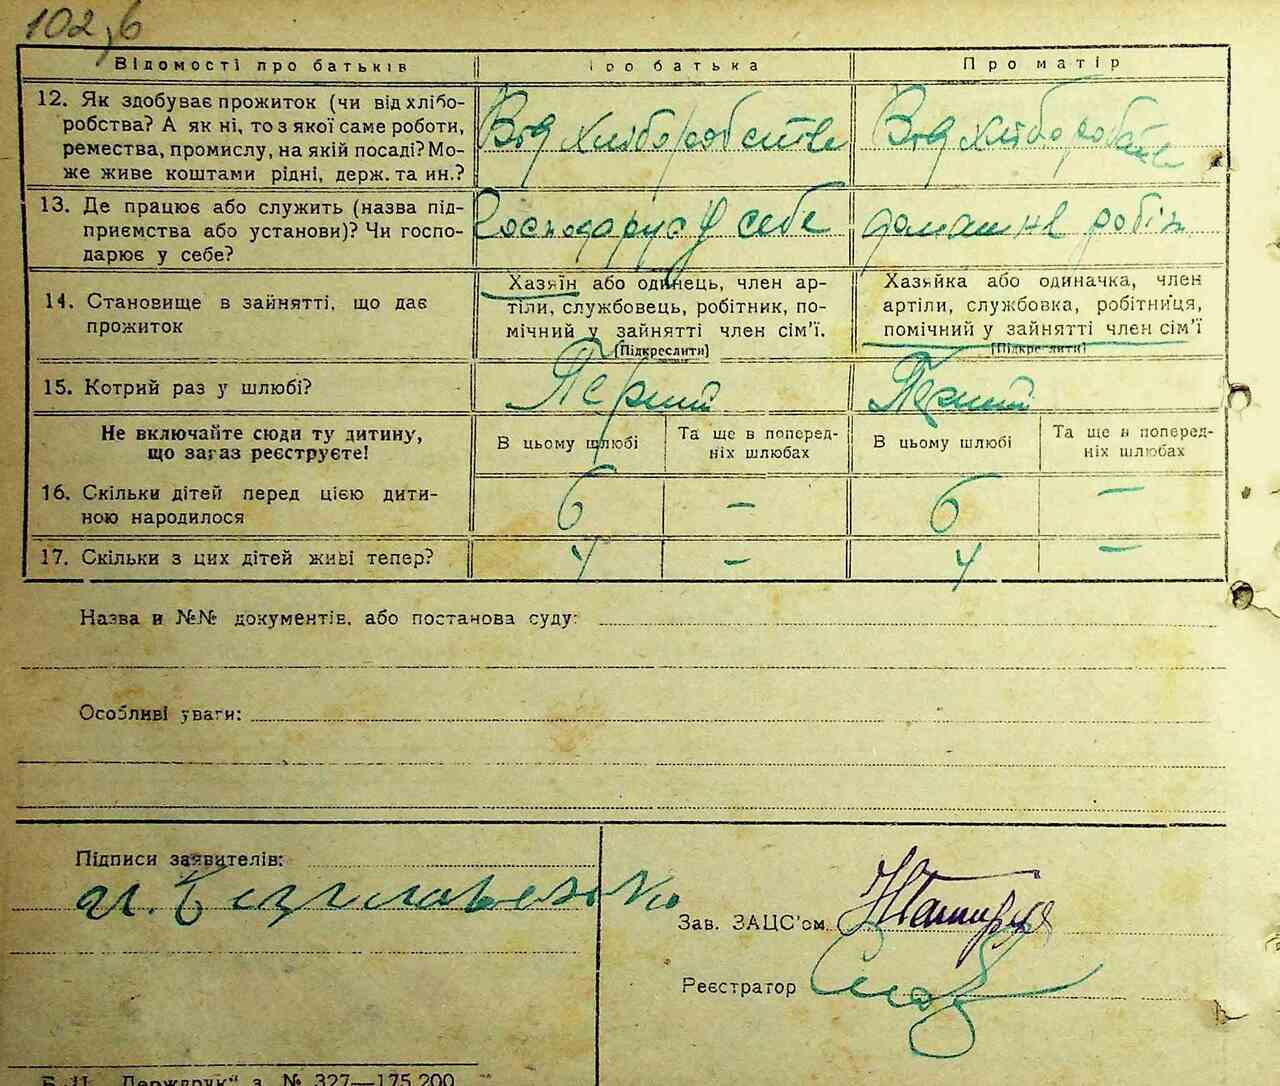 102,6
Відомості про батьків Про батька Про матір
12. Як здобуває прожиток (чи від хлібо-
робства? А як ні, то з якої саме роботи,
ремества, промислу, на якій посаді? Мо-
же живе коштами рідні, держ. та ин.?
Від хліборобства
Від хліборобства
13. Де працює або служить (назва під-
приємства або установи)? Чи госпо-
дарює у себе?
Господарує у себе
домашнє робіт
14. Становище в зайнятті, що дає
прожиток
Хазяїн або одинець, член ар-
тіли, службовець, робітник, по-
мічний у зайнятті член сім'ї.
(Підкреслити)
Хазяйка або одиначка, член
артіли, службовка, робітниця,
помічний у зайнятті член сім'ї
(Підкреслити)
15. Котрий раз у шлюбі?
Перший
Перший
Не включайте сюди ту дитину,
що зараз реєструєте!
В цьому шлюбі
Та ще в поперед-
ніх шлюбах
В цьому шлюбі
Та ще в поперед-
ніх шлюбах
16. Скільки дітей перед цією дити-
ною народилося
6 – 6 –
17. Скільки з цих дітей живі тепер?
4 – 4 –
Назва и №№ документів, або постанова суду:
Особливі уваги:
Підписи заявителів:
Зав. ЗАЦС'ом
Реєстратор
Б.Ц. „Держдрук" з. № 327—175.200